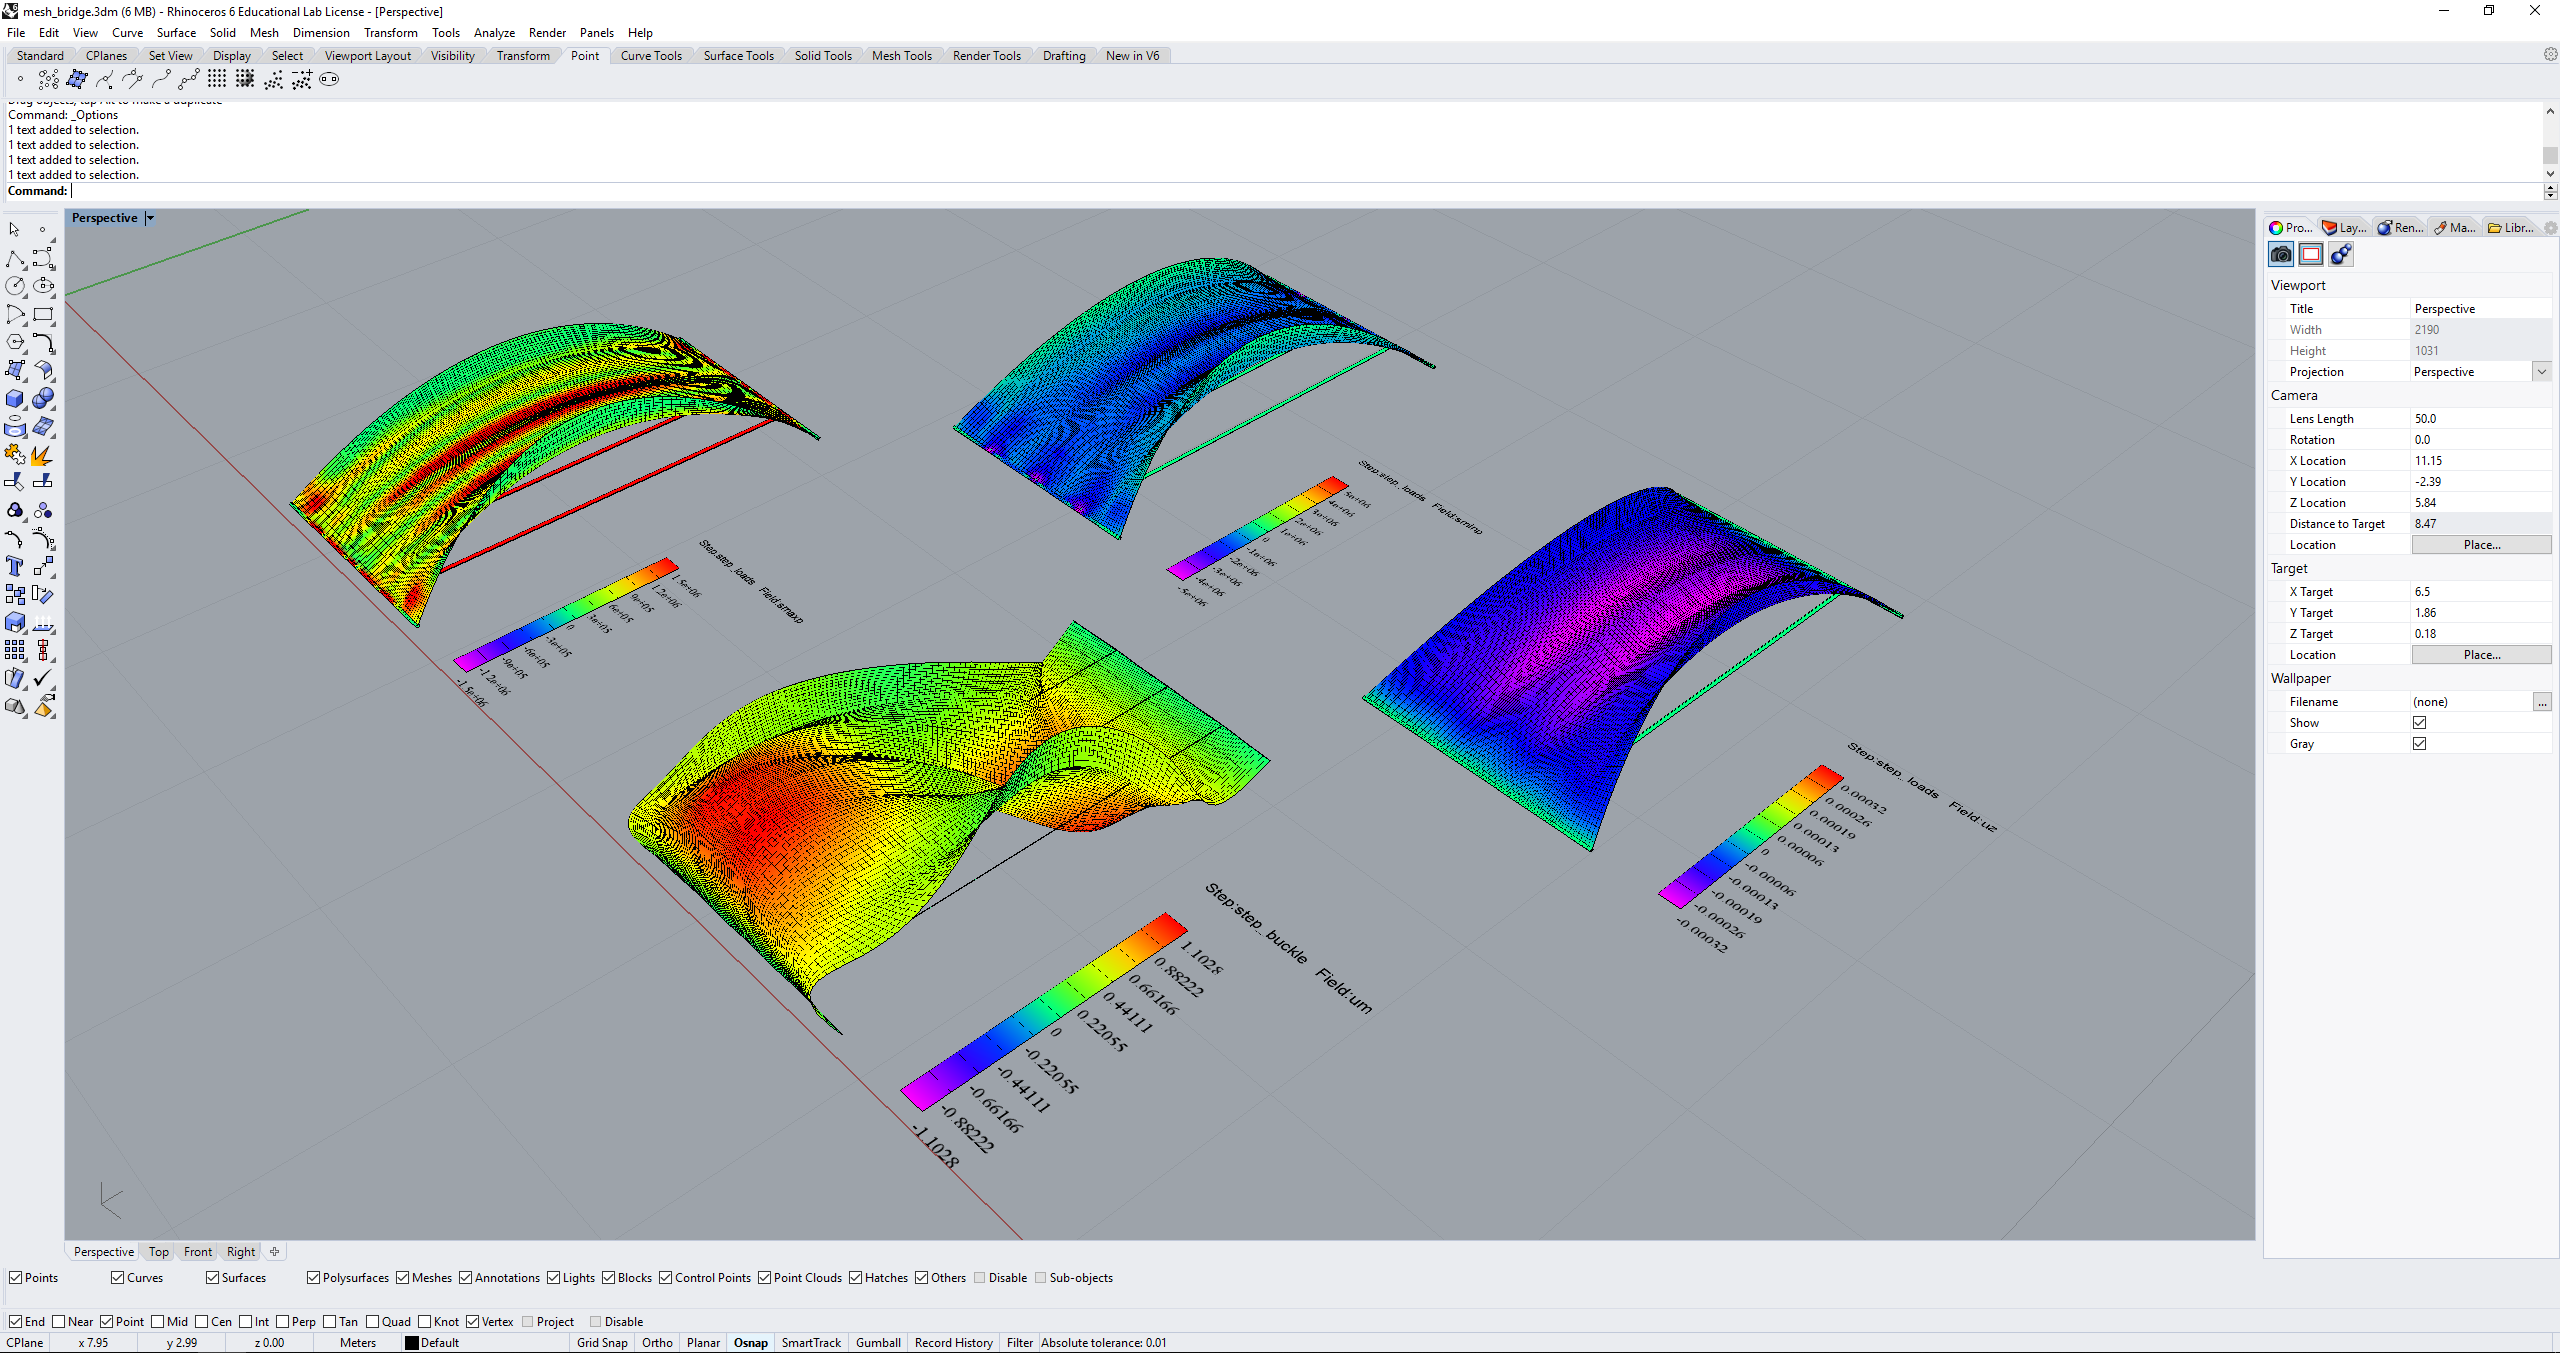 mesh_bridge.3dm (6 MB) - Rhinoceros 6 Educational Lab License - [Perspective]
File Edit View Curve Surface Solid Mesh Dimension Transform Tools Analyze Render Panels Help
Standard CPlanes Set View Display Select Viewport Layout Visibility Transform Point Curve Tools Surface Tools Solid Tools Mesh Tools Render Tools Drafting New in V6
Drag objects, tap Alt to make a duplicate
Command: _Options
1 text added to selection.
1 text added to selection.
1 text added to selection.
1 text added to selection.
Command:
Perspective
Pro... Lay... Ren... Ma... Libr...
Viewport
Title Perspective
Width 2190
Height 1031
Projection Perspective
Camera
Lens Length 50.0
Rotation 0.0
X Location 11.15
Y Location -2.39
Z Location 5.84
Distance to Target 8.47
Location Place...
Target
X Target 6.5
Y Target 1.86
Z Target 0.18
Location Place...
Wallpaper
Filename (none) ...
Show
Gray
Step:step_loads Field:smaxp
1.5e+06
1.2e+06
9e+05
6e+05
3e+05
0
-3e+05
-6e+05
-9e+05
-1.2e+06
-1.5e+06
Step:step_loads Field:sminp
5e+06
4e+06
3e+06
2e+06
1e+06
0
-1e+06
-2e+06
-3e+06
-4e+06
-5e+06
Step:step_loads Field:uz
0.00032
0.00026
0.00019
0.00013
0.00006
0
-0.00006
-0.00013
-0.00019
-0.00026
-0.00032
Step:step_buckle Field:um
1.1028
0.88222
0.66166
0.44111
0.22055
0
-0.22055
-0.44111
-0.66166
-0.88222
-1.1028
Perspective Top Front Right
Points Curves Surfaces Polysurfaces Meshes Annotations Lights Blocks Control Points Point Clouds Hatches Others Disable Sub-objects
End Near Point Mid Cen Int Perp Tan Quad Knot Vertex Project Disable
CPlane x 7.95 y 2.99 z 0.00 Meters Default Grid Snap Ortho Planar Osnap SmartTrack Gumball Record History Filter Absolute tolerance: 0.01